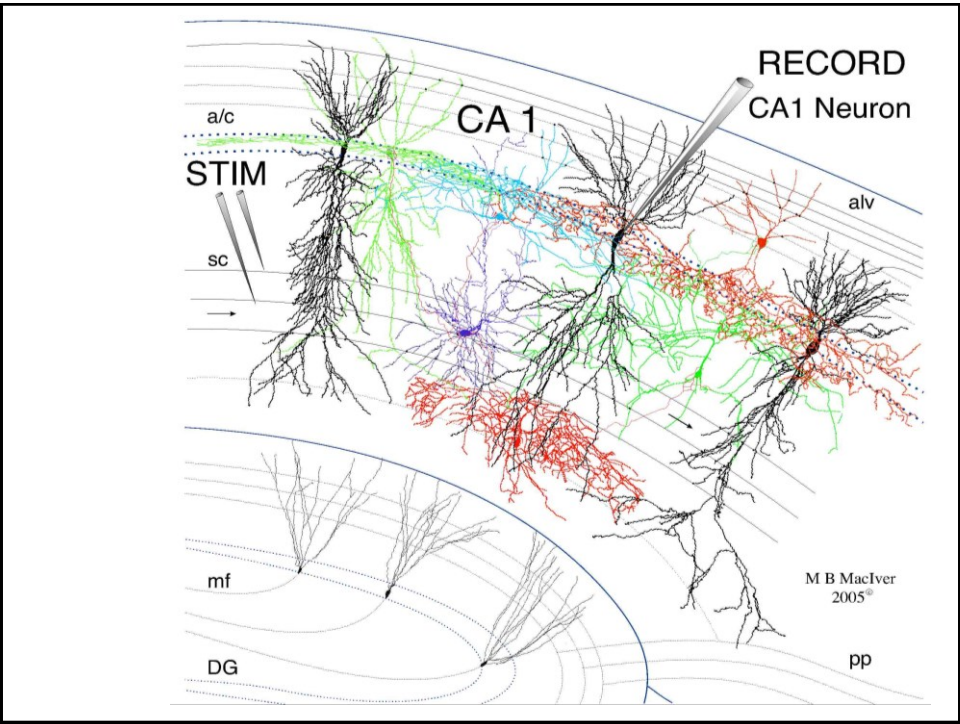 RECORD
CA1 Neuron
CA 1
a/c
STIM
alv
sc
mf
DG
M B MacIver
2005©
pp